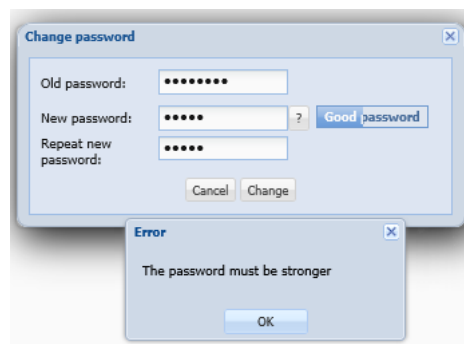 Change password
Old password: ••••••••
New password: ••••• ? Good password
Repeat new
password: •••••
Cancel Change
Error
The password must be stronger
OK